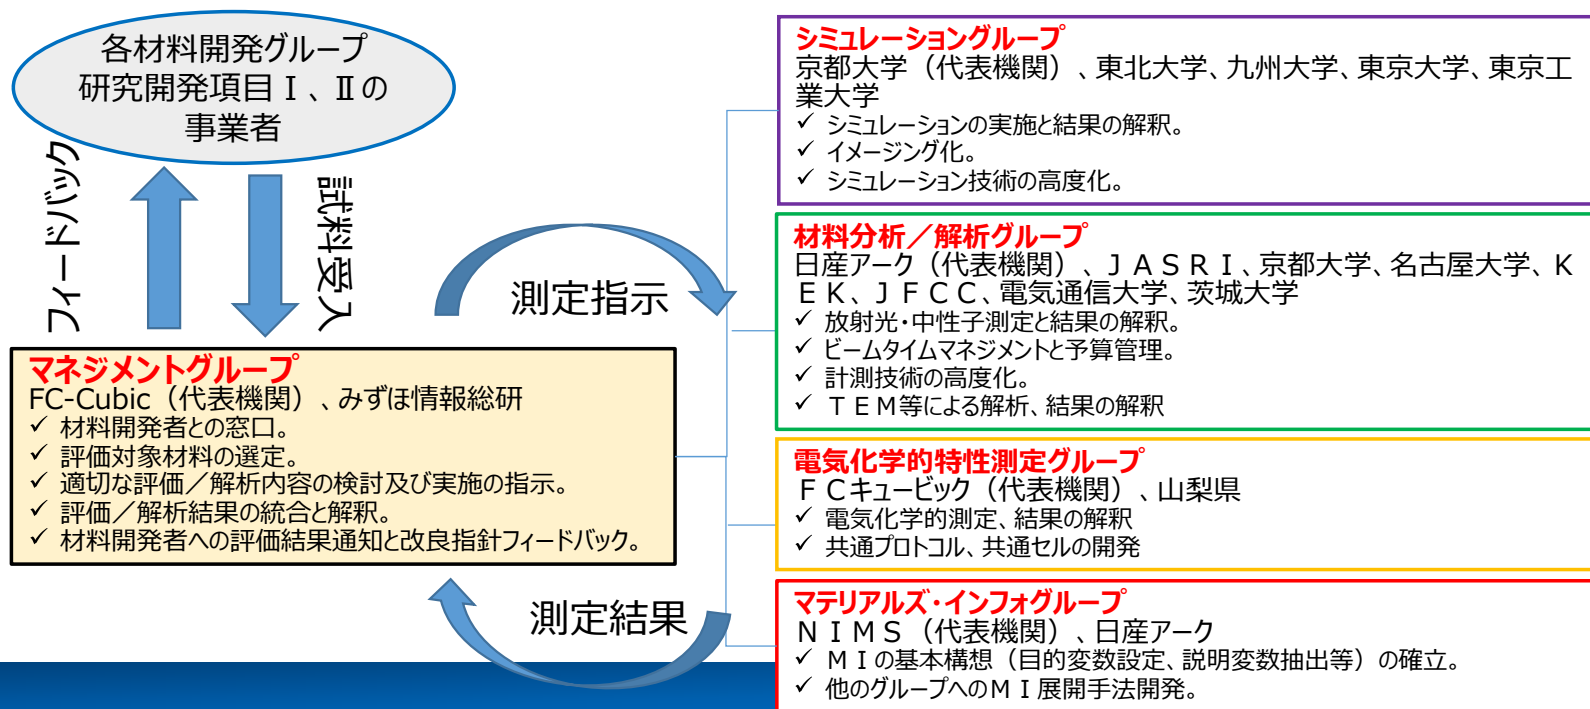 各材料開発グループ
研究開発項目Ⅰ、Ⅱの
事業者
フィードバック
試料受入
測定指示
マネジメントグループ
FC-Cubic（代表機関）、みずほ情報総研
✓ 材料開発者との窓口。
✓ 評価対象材料の選定。
✓ 適切な評価／解析内容の検討及び実施の指示。
✓ 評価／解析結果の統合と解釈。
✓ 材料開発者への評価結果通知と改良指針フィードバック。
測定結果
シミュレーショングループ
京都大学（代表機関）、東北大学、九州大学、東京大学、東京工
業大学
✓ シミュレーションの実施と結果の解釈。
✓ イメージング化。
✓ シミュレーション技術の高度化。
材料分析／解析グループ
日産アーク（代表機関）、ＪＡＳＲＩ、京都大学、名古屋大学、Ｋ
ＥＫ、ＪＦＣＣ、電気通信大学、茨城大学
✓ 放射光・中性子測定と結果の解釈。
✓ ビームタイムマネジメントと予算管理。
✓ 計測技術の高度化。
✓ ＴＥＭ等による解析、結果の解釈
電気化学的特性測定グループ
ＦＣキュービック（代表機関）、山梨県
✓ 電気化学的測定、結果の解釈
✓ 共通プロトコル、共通セルの開発
マテリアルズ・インフォグループ
ＮＩＭＳ（代表機関）、日産アーク
✓ ＭＩの基本構想（目的変数設定、説明変数抽出等）の確立。
✓ 他のグループへのＭＩ展開手法開発。